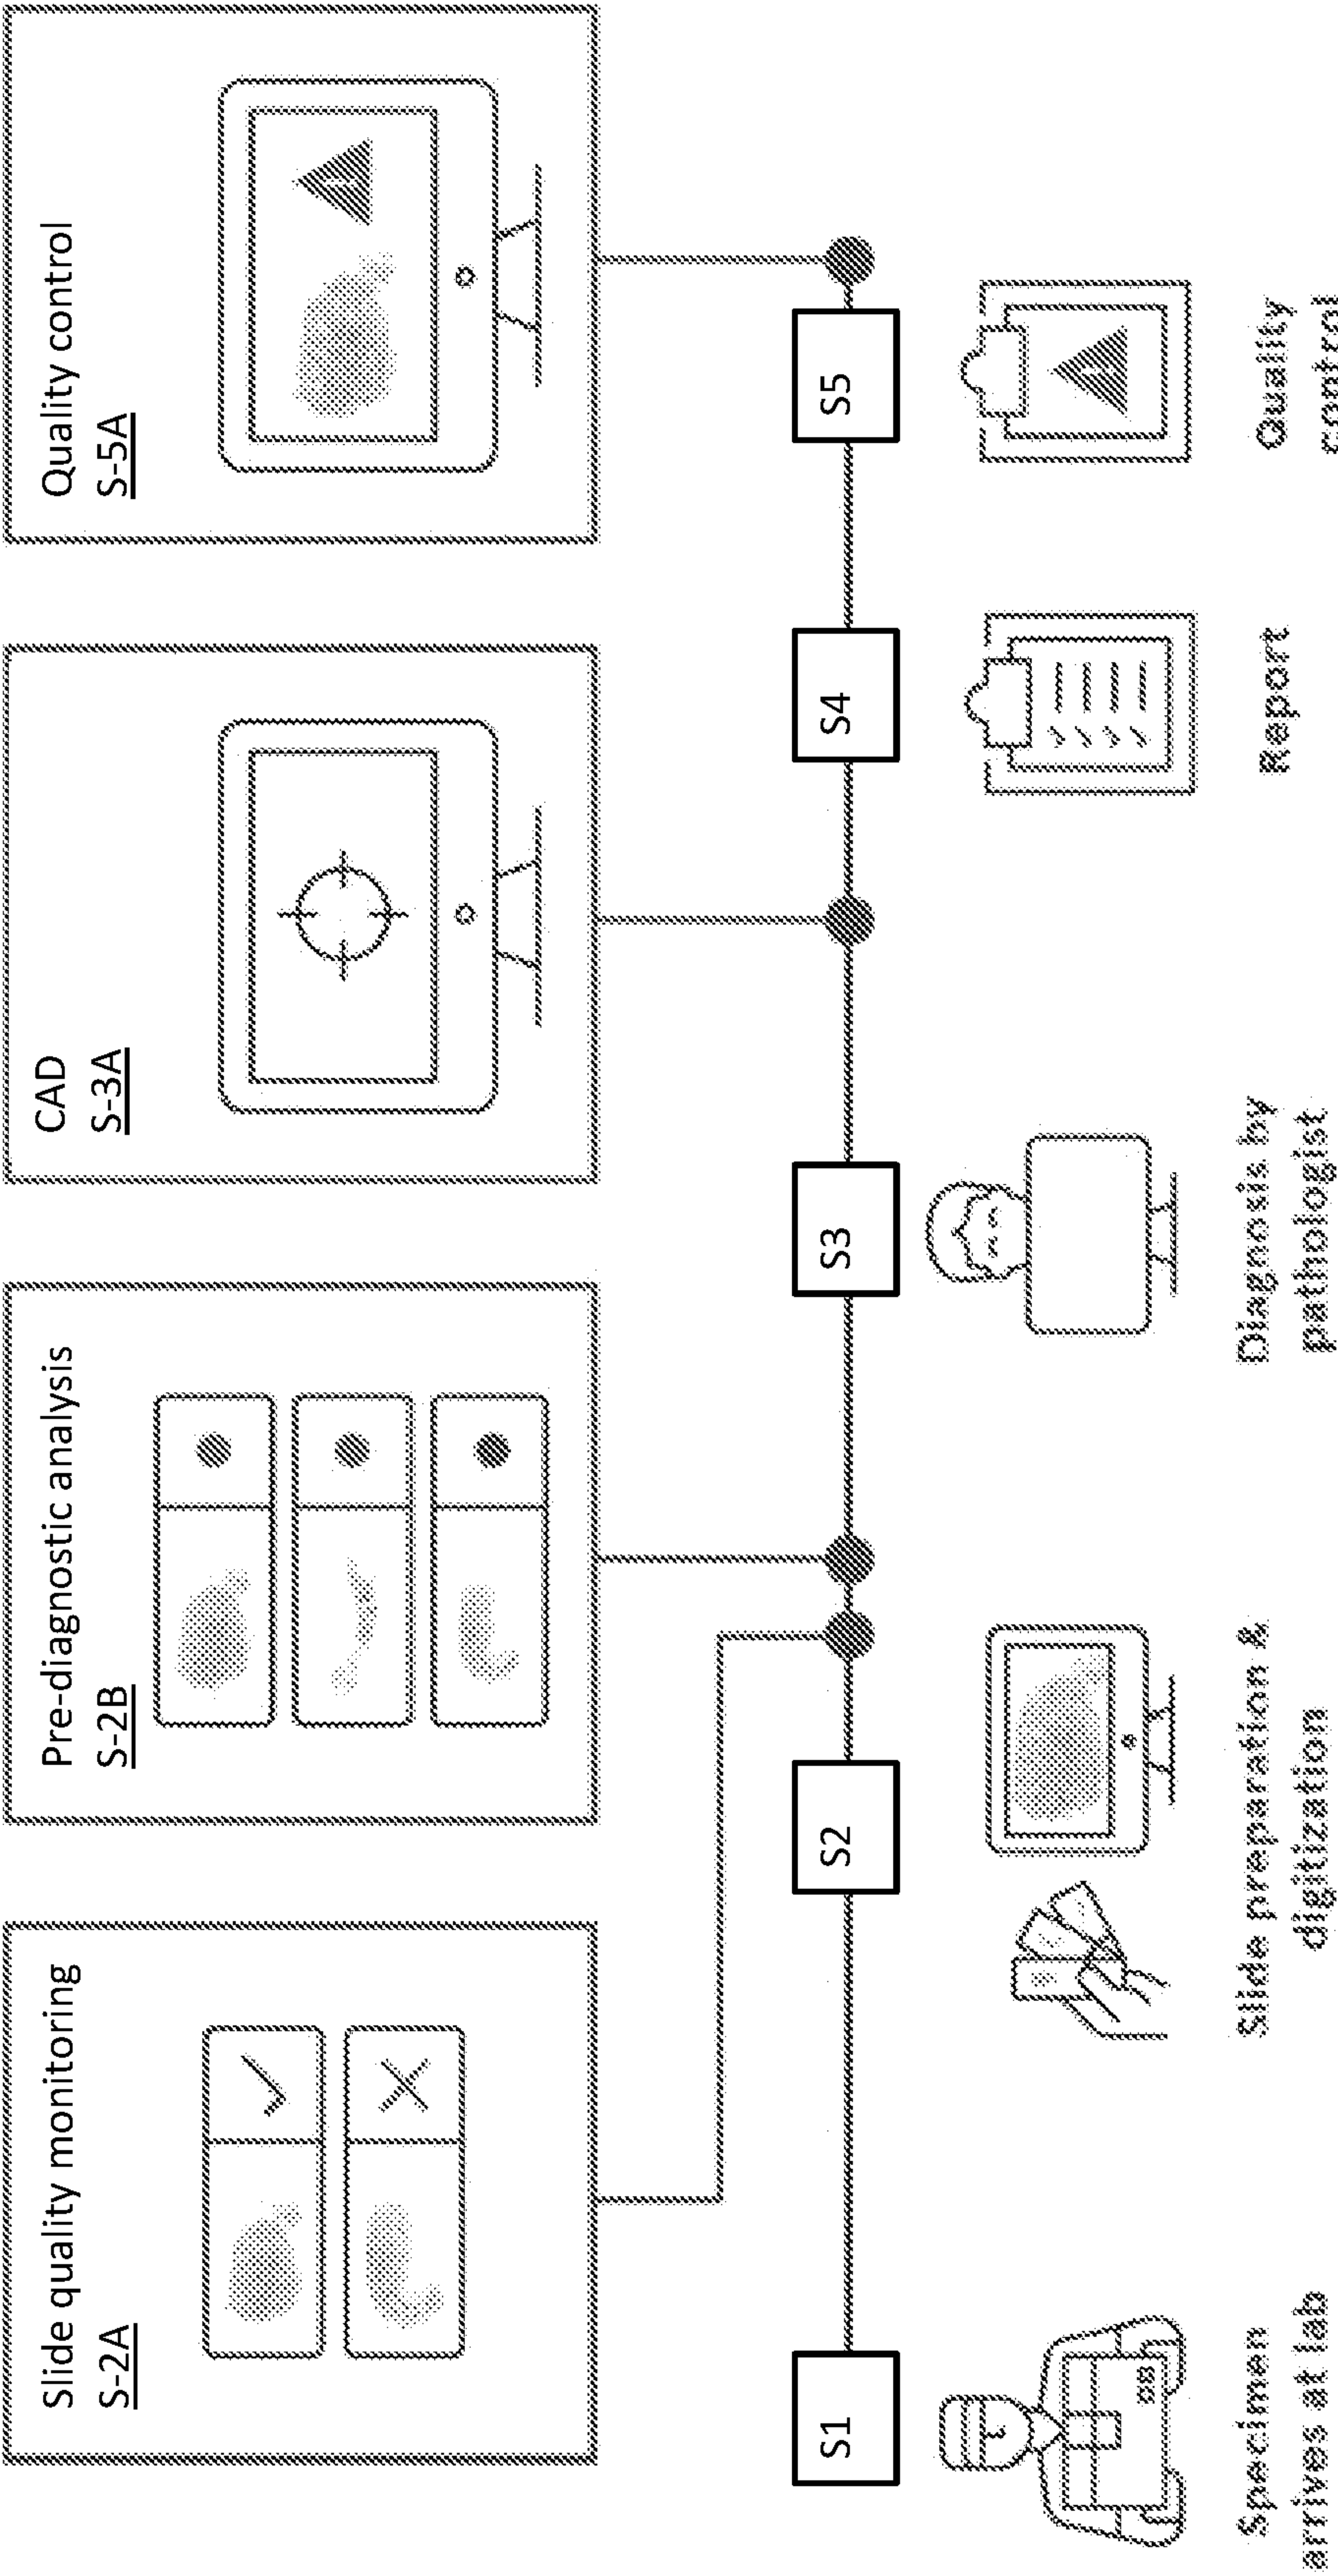 Slide quality monitoring
S-2A
Pre-diagnostic analysis
S-2B
CAD
S-3A
Quality control
S-5A
S1
S2
S3
S4
S5
Specimen
arrives at lab
Slide preparation &
digitization
Diagnosis by
pathologist
Report
Quality
control